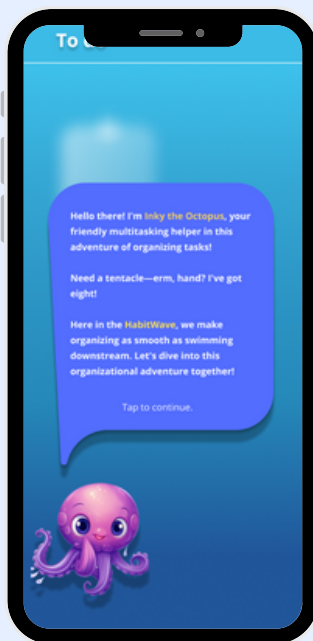 To
Hello there! I'm Inky the Octopus, your
friendly multitasking helper in this
adventure of organizing tasks!
Need a tentacle—erm, hand? I've got
eight!
Here in the HabitWave, we make
organizing as smooth as swimming
downstream. Let's dive into this
organizational adventure together!
Tap to continue.